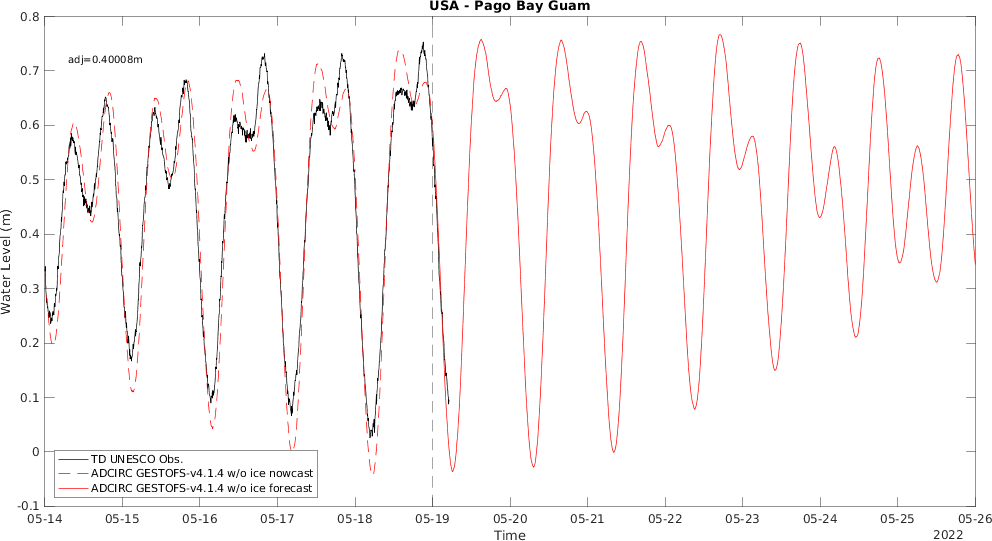 USA - Pago Bay Guam
adj=0.40008m
0.8
0.7
0.6
0.5
0.4
0.3
0.2
0.1
0
-0.1
Water Level (m)
TD UNESCO Obs.
ADCIRC GESTOFS-v4.1.4 w/o ice nowcast
ADCIRC GESTOFS-v4.1.4 w/o ice forecast
05-14 05-15 05-16 05-17 05-18 05-19 05-20 05-21 05-22 05-23 05-24 05-25 05-26
Time
2022